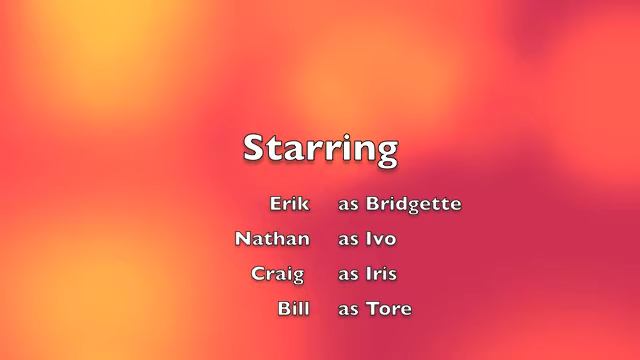 Starring
Erik as Bridgette
Nathan as Ivo
Craig as Iris
Bill as Tore